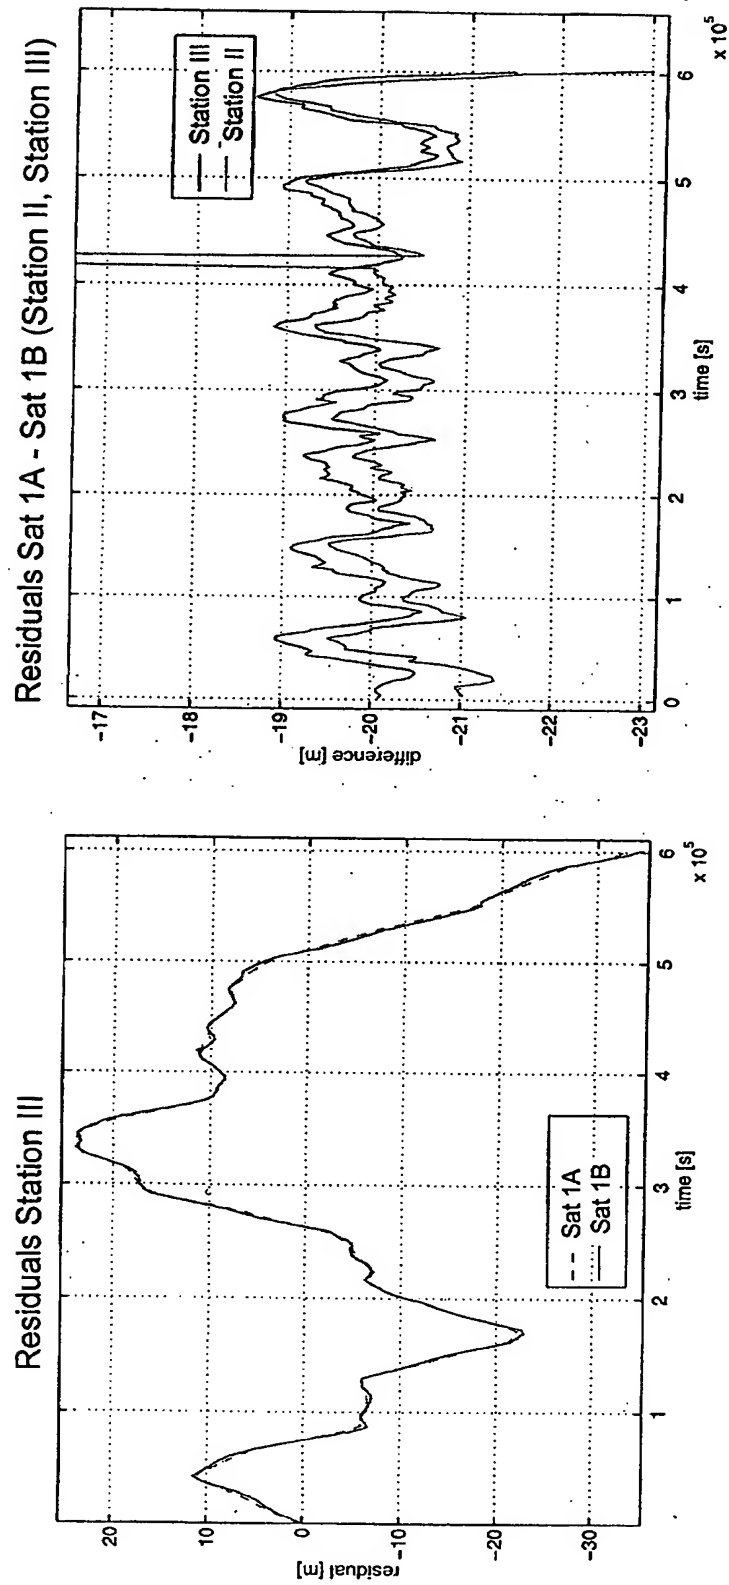 Residuals Station III
residual [m]
20
10
0
-10
-20
-30
1
2
3
4
5
6
x 10^5
time [s]
Sat 1A
Sat 1B
Residuals Sat 1A - Sat 1B (Station II, Station III)
difference [m]
-17
-18
-19
-20
-21
-22
-23
0
1
2
3
4
5
6
x 10^5
time [s]
Station III
Station II